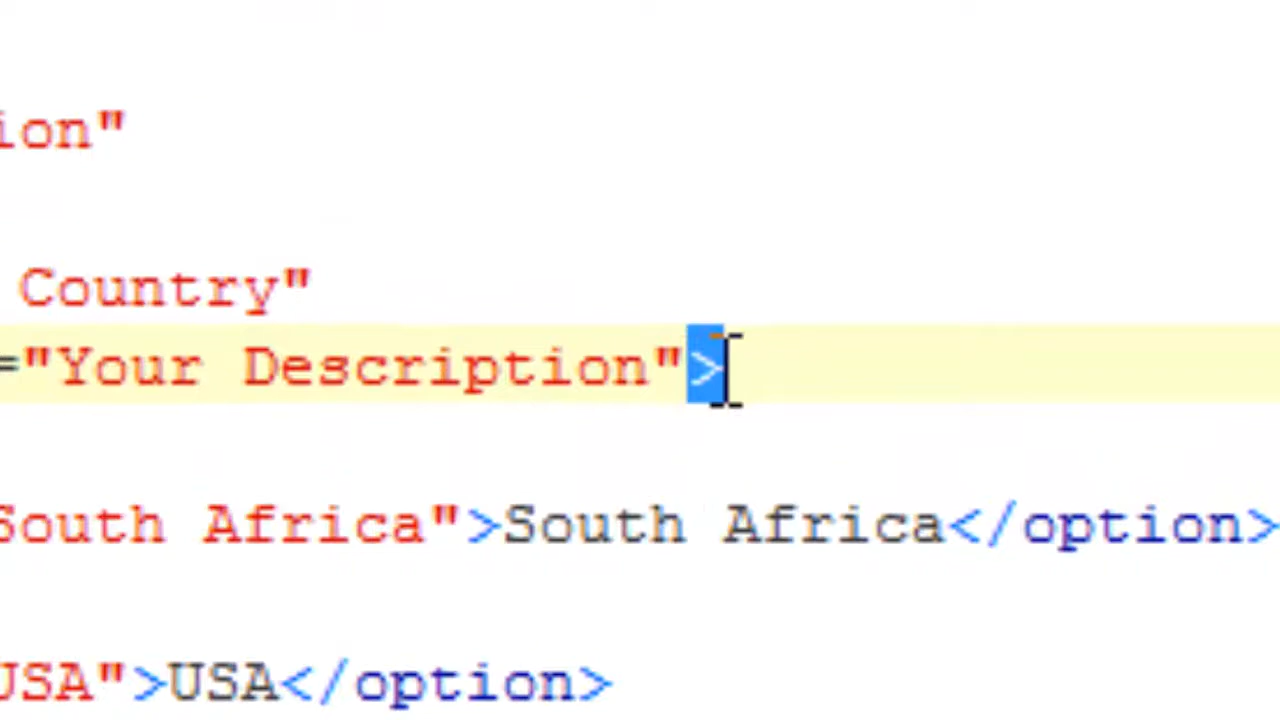 ion"
Country"
="Your Description">
South Africa">South Africa</option>
USA">USA</option>